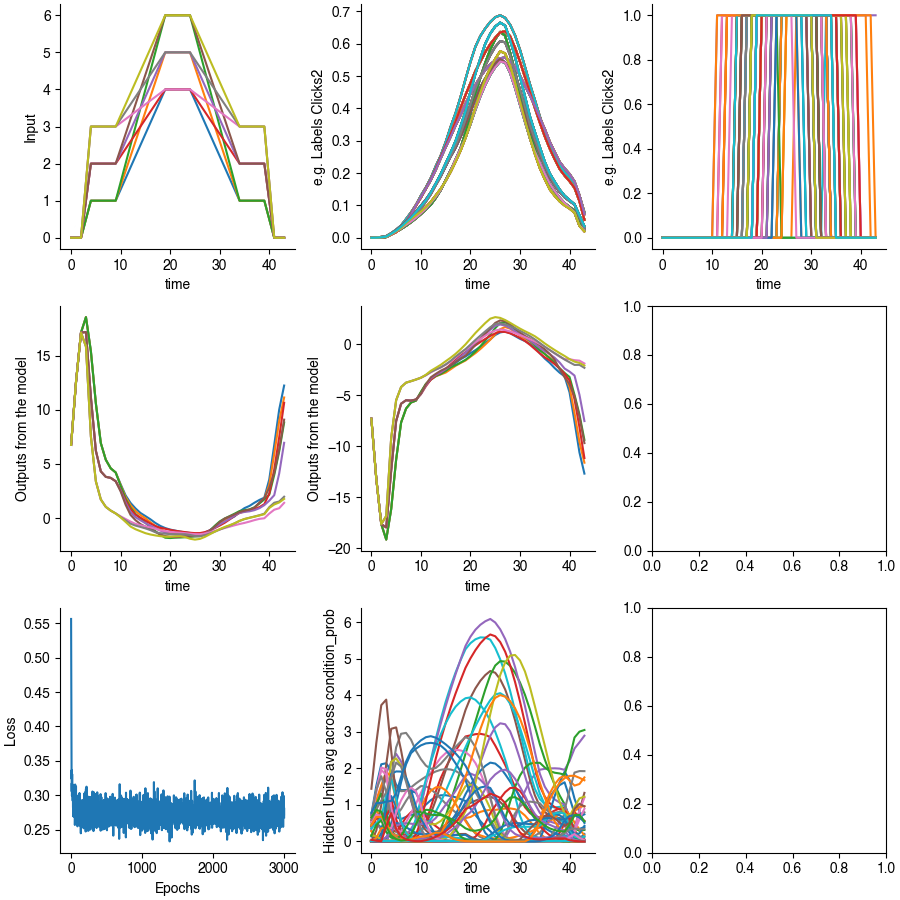 6
5
4
3
2
1
0
Input
0 10 20 30 40
time
0.7
0.6
0.5
0.4
0.3
0.2
0.1
0.0
e.g. Labels Clicks2
0 10 20 30 40
time
1.0
0.8
0.6
0.4
0.2
0.0
e.g. Labels Clicks2
0 10 20 30 40
time
15
10
5
0
Outputs from the model
0 10 20 30 40
time
0
−5
−10
−15
−20
Outputs from the model
0 10 20 30 40
time
1.0
0.8
0.6
0.4
0.2
0.0
0.0 0.2 0.4 0.6 0.8 1.0
0.55
0.50
0.45
0.40
0.35
0.30
0.25
Loss
0 1000 2000 3000
Epochs
6
5
4
3
2
1
0
Hidden Units avg across condition_prob
0 10 20 30 40
time
1.0
0.8
0.6
0.4
0.2
0.0
0.0 0.2 0.4 0.6 0.8 1.0